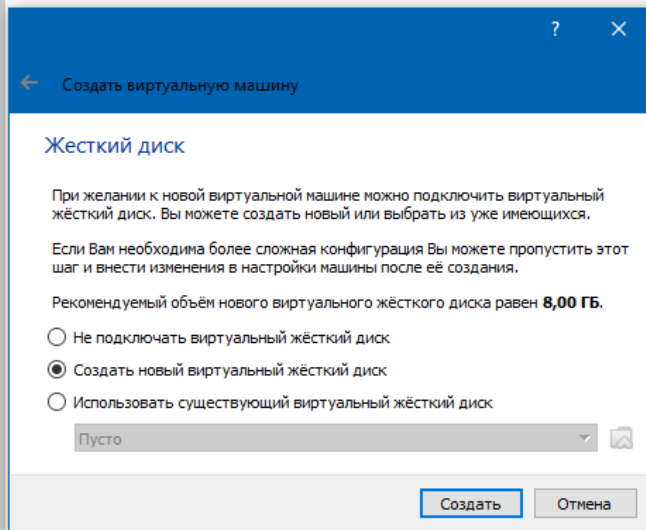 ?
Создать виртуальную машину
Жесткий диск
При желании к новой виртуальной машине можно подключить виртуальный
жёсткий диск. Вы можете создать новый или выбрать из уже имеющихся.
Если Вам необходима более сложная конфигурация Вы можете пропустить этот
шаг и внести изменения в настройки машины после её создания.
Рекомендуемый объём нового виртуального жёсткого диска равен 8,00 ГБ.
Не подключать виртуальный жёсткий диск
Создать новый виртуальный жёсткий диск
Использовать существующий виртуальный жёсткий диск
Пусто
Создать Отмена